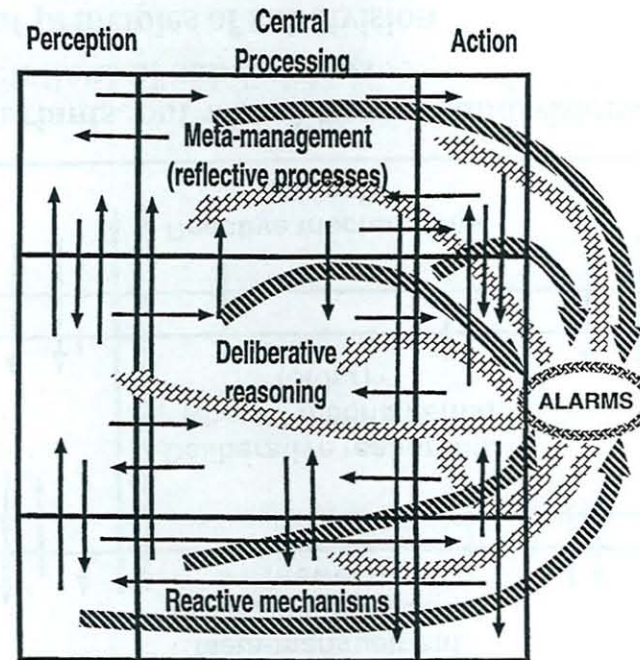 Perception
Central
Processing
Action
Meta-management
(reflective processes)
Deliberative
reasoning
ALARMS
Reactive mechanisms